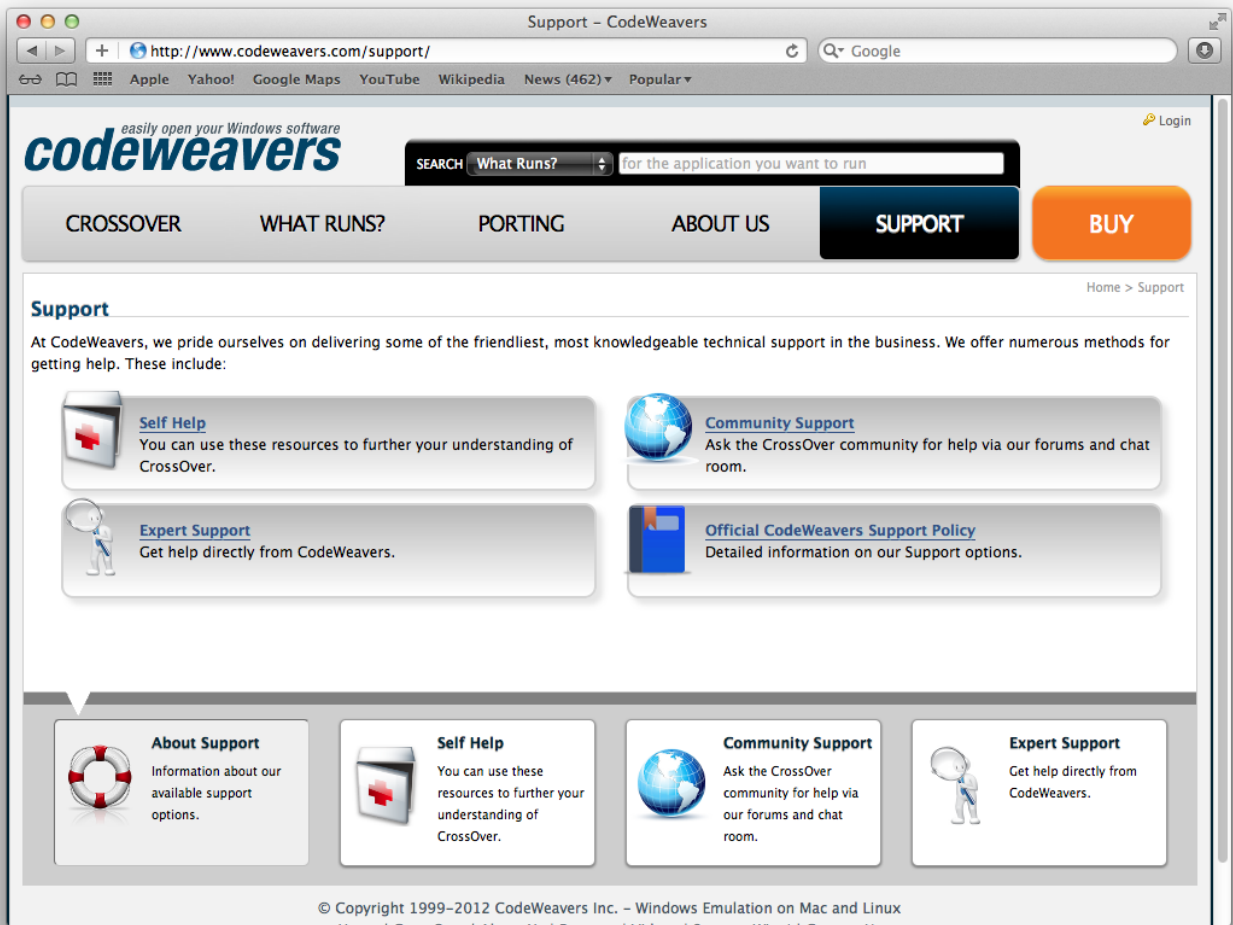 Support – CodeWeavers
http://www.codeweavers.com/support/
Google
Apple Yahoo! Google Maps YouTube Wikipedia News (462) Popular
Login
easily open your Windows software
codeweavers
SEARCH What Runs? for the application you want to run
CROSSOVER WHAT RUNS? PORTING ABOUT US SUPPORT BUY
Home > Support
Support
At CodeWeavers, we pride ourselves on delivering some of the friendliest, most knowledgeable technical support in the business. We offer numerous methods for
getting help. These include:
Self Help
You can use these resources to further your understanding of
CrossOver.
Community Support
Ask the CrossOver community for help via our forums and chat
room.
Expert Support
Get help directly from CodeWeavers.
Official CodeWeavers Support Policy
Detailed information on our Support options.
About Support
Information about our
available support
options.
Self Help
You can use these
resources to further your
understanding of
CrossOver.
Community Support
Ask the CrossOver
community for help via
our forums and chat
room.
Expert Support
Get help directly from
CodeWeavers.
© Copyright 1999-2012 CodeWeavers Inc. – Windows Emulation on Mac and Linux